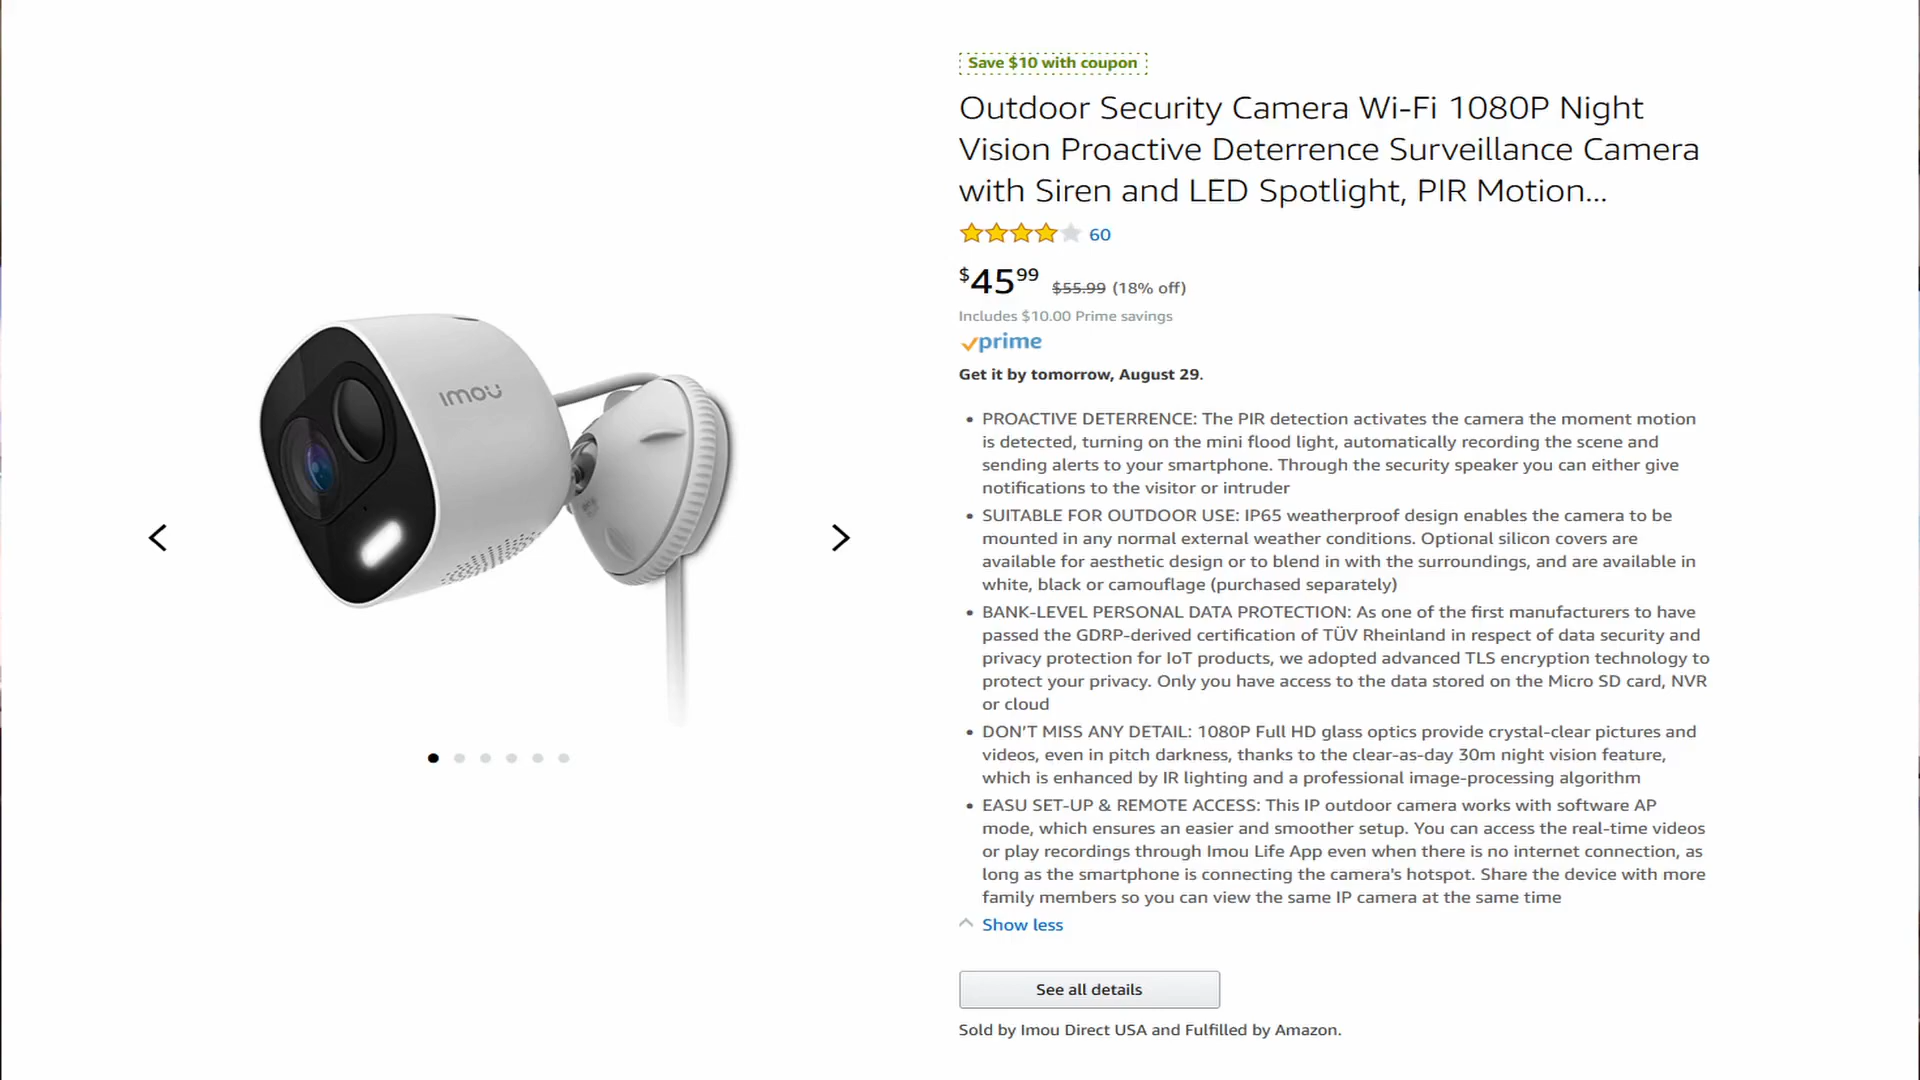 Save $10 with coupon
Outdoor Security Camera Wi-Fi 1080P Night
Vision Proactive Deterrence Surveillance Camera
with Siren and LED Spotlight, PIR Motion...
60
$45.99 $55.99 (18% off)
Includes $10.00 Prime savings
prime
Get it by tomorrow, August 29.
imou
• PROACTIVE DETERRENCE: The PIR detection activates the camera the moment motion
is detected, turning on the mini flood light, automatically recording the scene and
sending alerts to your smartphone. Through the security speaker you can either give
notifications to the visitor or intruder
• SUITABLE FOR OUTDOOR USE: IP65 weatherproof design enables the camera to be
mounted in any normal external weather conditions. Optional silicon covers are
available for aesthetic design or to blend in with the surroundings, and are available in
white, black or camouflage (purchased separately)
• BANK-LEVEL PERSONAL DATA PROTECTION: As one of the first manufacturers to have
passed the GDRP-derived certification of TÜV Rheinland in respect of data security and
privacy protection for IoT products, we adopted advanced TLS encryption technology to
protect your privacy. Only you have access to the data stored on the Micro SD card, NVR
or cloud
• DON’T MISS ANY DETAIL: 1080P Full HD glass optics provide crystal-clear pictures and
videos, even in pitch darkness, thanks to the clear-as-day 30m night vision feature,
which is enhanced by IR lighting and a professional image-processing algorithm
• EASU SET-UP & REMOTE ACCESS: This IP outdoor camera works with software AP
mode, which ensures an easier and smoother setup. You can access the real-time videos
or play recordings through Imou Life App even when there is no internet connection, as
long as the smartphone is connecting the camera's hotspot. Share the device with more
family members so you can view the same IP camera at the same time
Show less
See all details
Sold by Imou Direct USA and Fulfilled by Amazon.